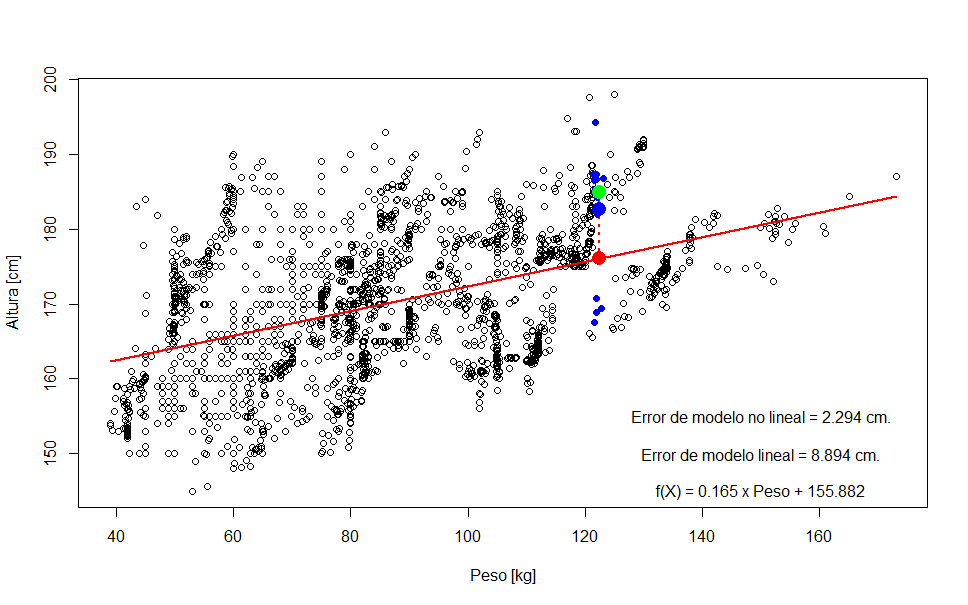 200
190
180
170
160
150
Altura [cm]
Error de modelo no lineal = 2.294 cm.
Error de modelo lineal = 8.894 cm.
f(X) = 0.165 x Peso + 155.882
40 60 80 100 120 140 160
Peso [kg]